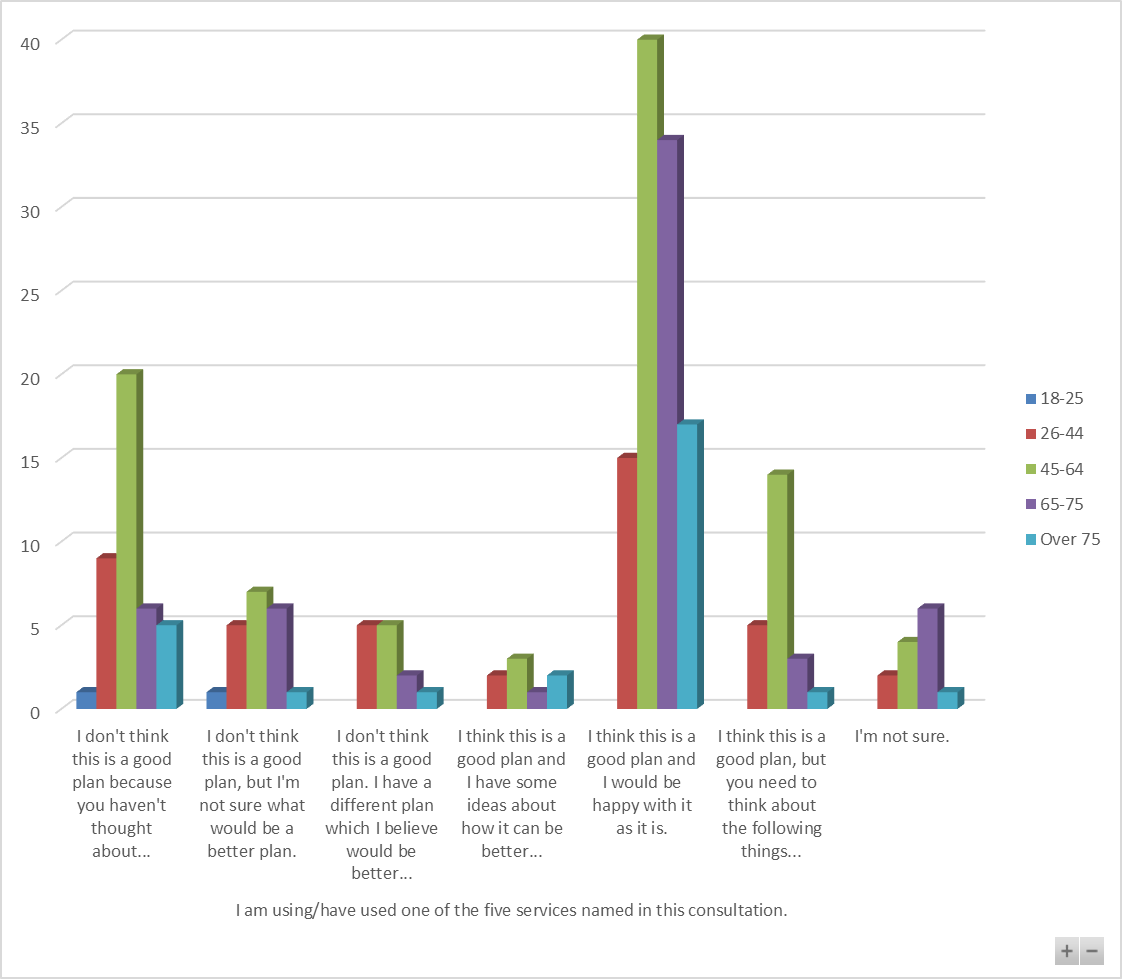 40
35
30
25
20
15
10
5
0
18-25
26-44
45-64
65-75
Over 75
I don't think
this is a good
plan because
you haven't
thought
about...
I don't think
this is a good
plan, but I'm
not sure what
would be a
better plan.
I don't think
this is a good
plan. I have a
different plan
which I believe
would be
better...
I think this is a
good plan and
I have some
ideas about
how it can be
better...
I think this is a
good plan and
I would be
happy with it
as it is.
I think this is a
good plan, but
you need to
think about
the following
things...
I'm not sure.
I am using/have used one of the five services named in this consultation.
+ −